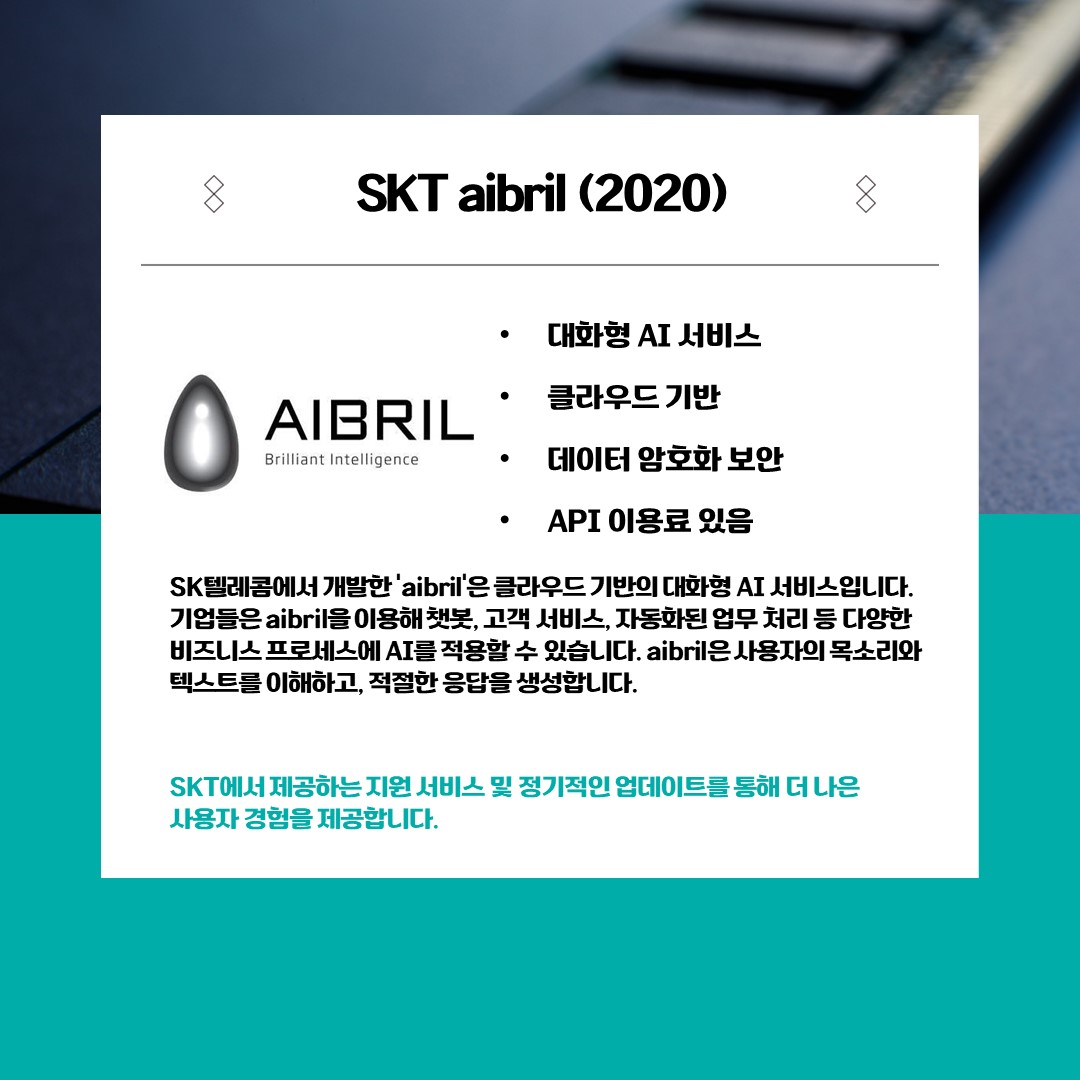 SKT aibril (2020)
AIBRIL
Brilliant Intelligence
• 대화형 AI 서비스
• 클라우드 기반
• 데이터 암호화 보안
• API 이용료 있음
SK텔레콤에서 개발한 'aibril'은 클라우드 기반의 대화형 AI 서비스입니다.
기업들은 aibril을 이용해 챗봇, 고객 서비스, 자동화된 업무 처리 등 다양한
비즈니스 프로세스에 AI를 적용할 수 있습니다. aibril은 사용자의 목소리와
텍스트를 이해하고, 적절한 응답을 생성합니다.
SKT에서 제공하는 지원 서비스 및 정기적인 업데이트를 통해 더 나은
사용자 경험을 제공합니다.